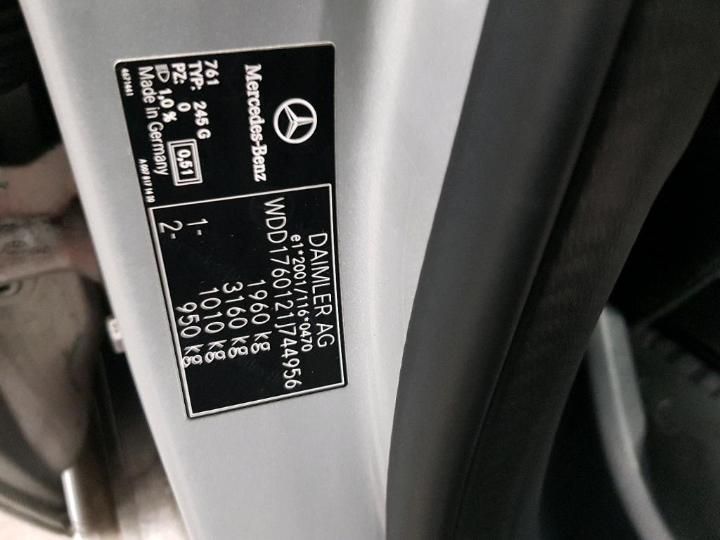 Mercedes-Benz
761
TYP: 245 G
PZ: 0
1,0 %
0,51
Made in Germany
DAIMLER AG
e1*2001/116*0470
WDD1760121J744956
1960 kg
3160 kg
1- 1010 kg
2- 950 kg